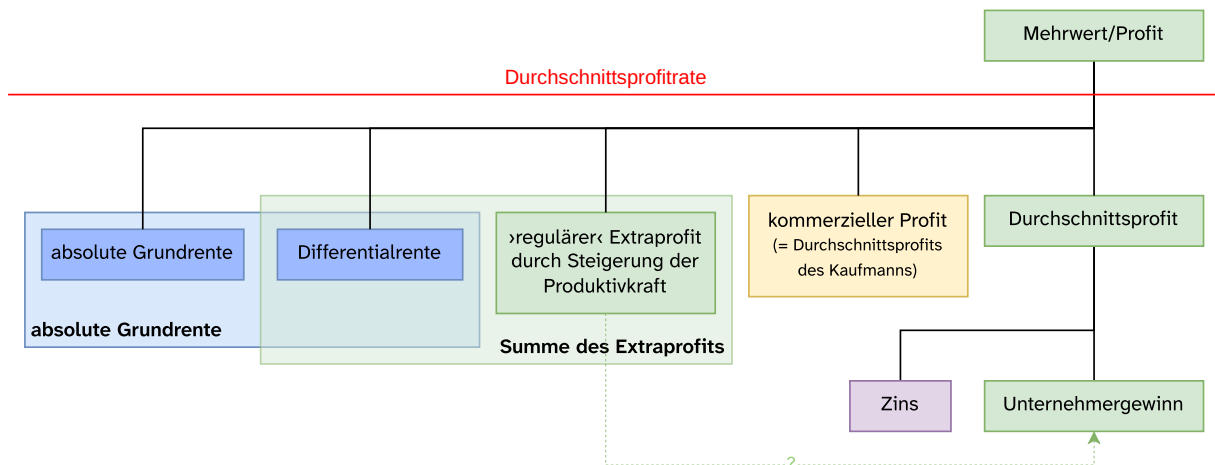 Mehrwert/Profit
Durchschnittsprofitrate
absolute Grundrente
Differentialrente
›regulärer‹ Extraprofit
durch Steigerung der
Produktivkraft
kommerzieller Profit
(= Durchschnittsprofits
des Kaufmanns)
Durchschnittsprofit
absolute Grundrente
Summe des Extraprofits
Zins
Unternehmergewinn
?